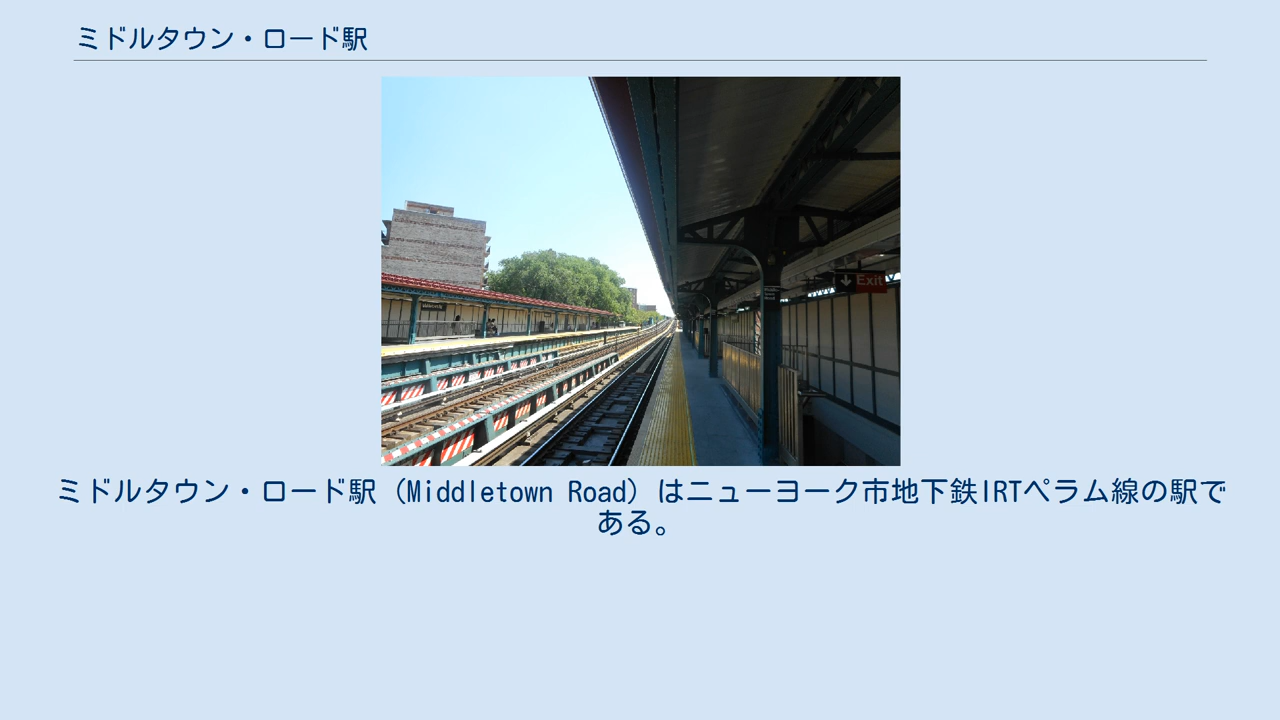 ミドルタウン・ロード駅
Exit
ミドルタウン・ロード駅（Middletown Road）はニューヨーク市地下鉄IRTペラム線の駅で
ある。